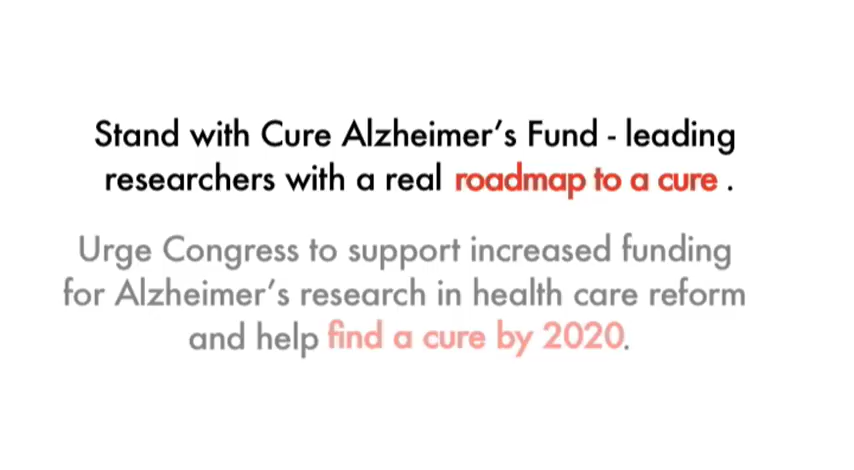 Stand with Cure Alzheimer's Fund - leading
researchers with a real roadmap to a cure .
Urge Congress to support increased funding
for Alzheimer's research in health care reform
and help find a cure by 2020.